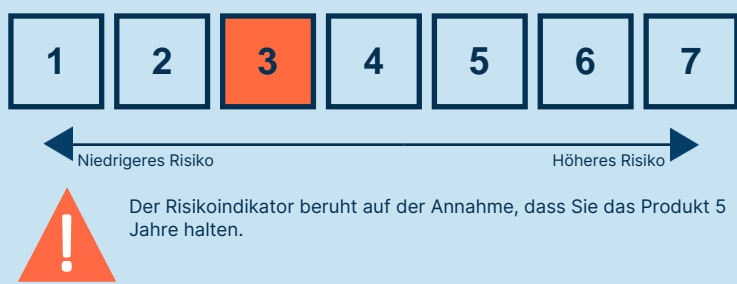 1 2 3 4 5 6 7
Niedrigeres Risiko Höheres Risiko
Der Risikoindikator beruht auf der Annahme, dass Sie das Produkt 5
Jahre halten.
!